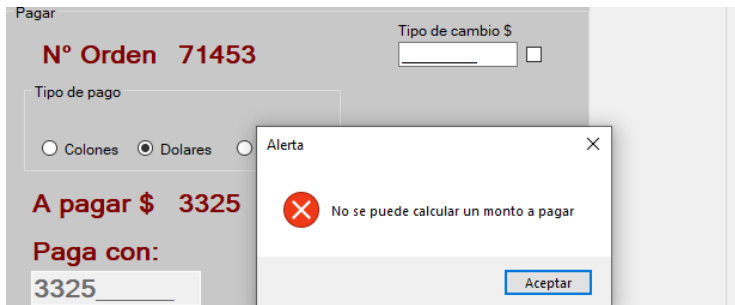 Pagar
Tipo de cambio $
N° Orden 71453
Tipo de pago
Colones Dolares
Alerta
No se puede calcular un monto a pagar
A pagar $ 3325
Paga con:
3325
Aceptar